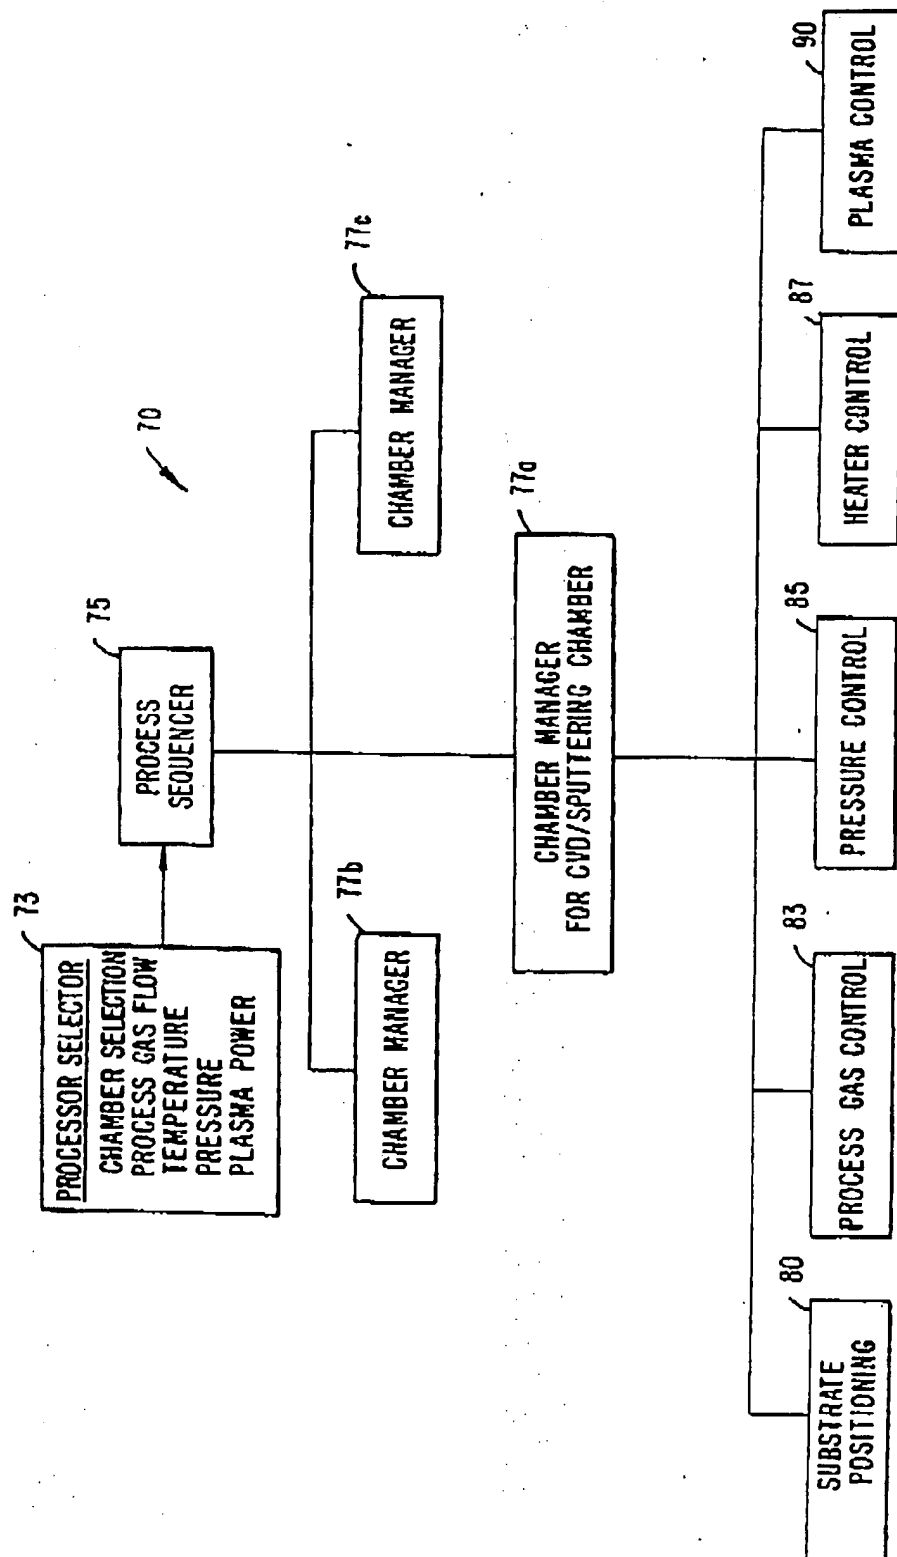 70
73
PROCESSOR SELECTOR
CHAMBER SELECTION
PROCESS GAS FLOW
TEMPERATURE
PRESSURE
PLASMA POWER
75
PROCESS
SEQUENCER
77b
CHAMBER MANAGER
77c
CHAMBER MANAGER
77a
CHAMBER MANAGER
FOR CVD/SPUTTERING CHAMBER
80
SUBSTRATE
POSITIONING
83
PROCESS GAS CONTROL
85
PRESSURE CONTROL
87
HEATER CONTROL
90
PLASMA CONTROL